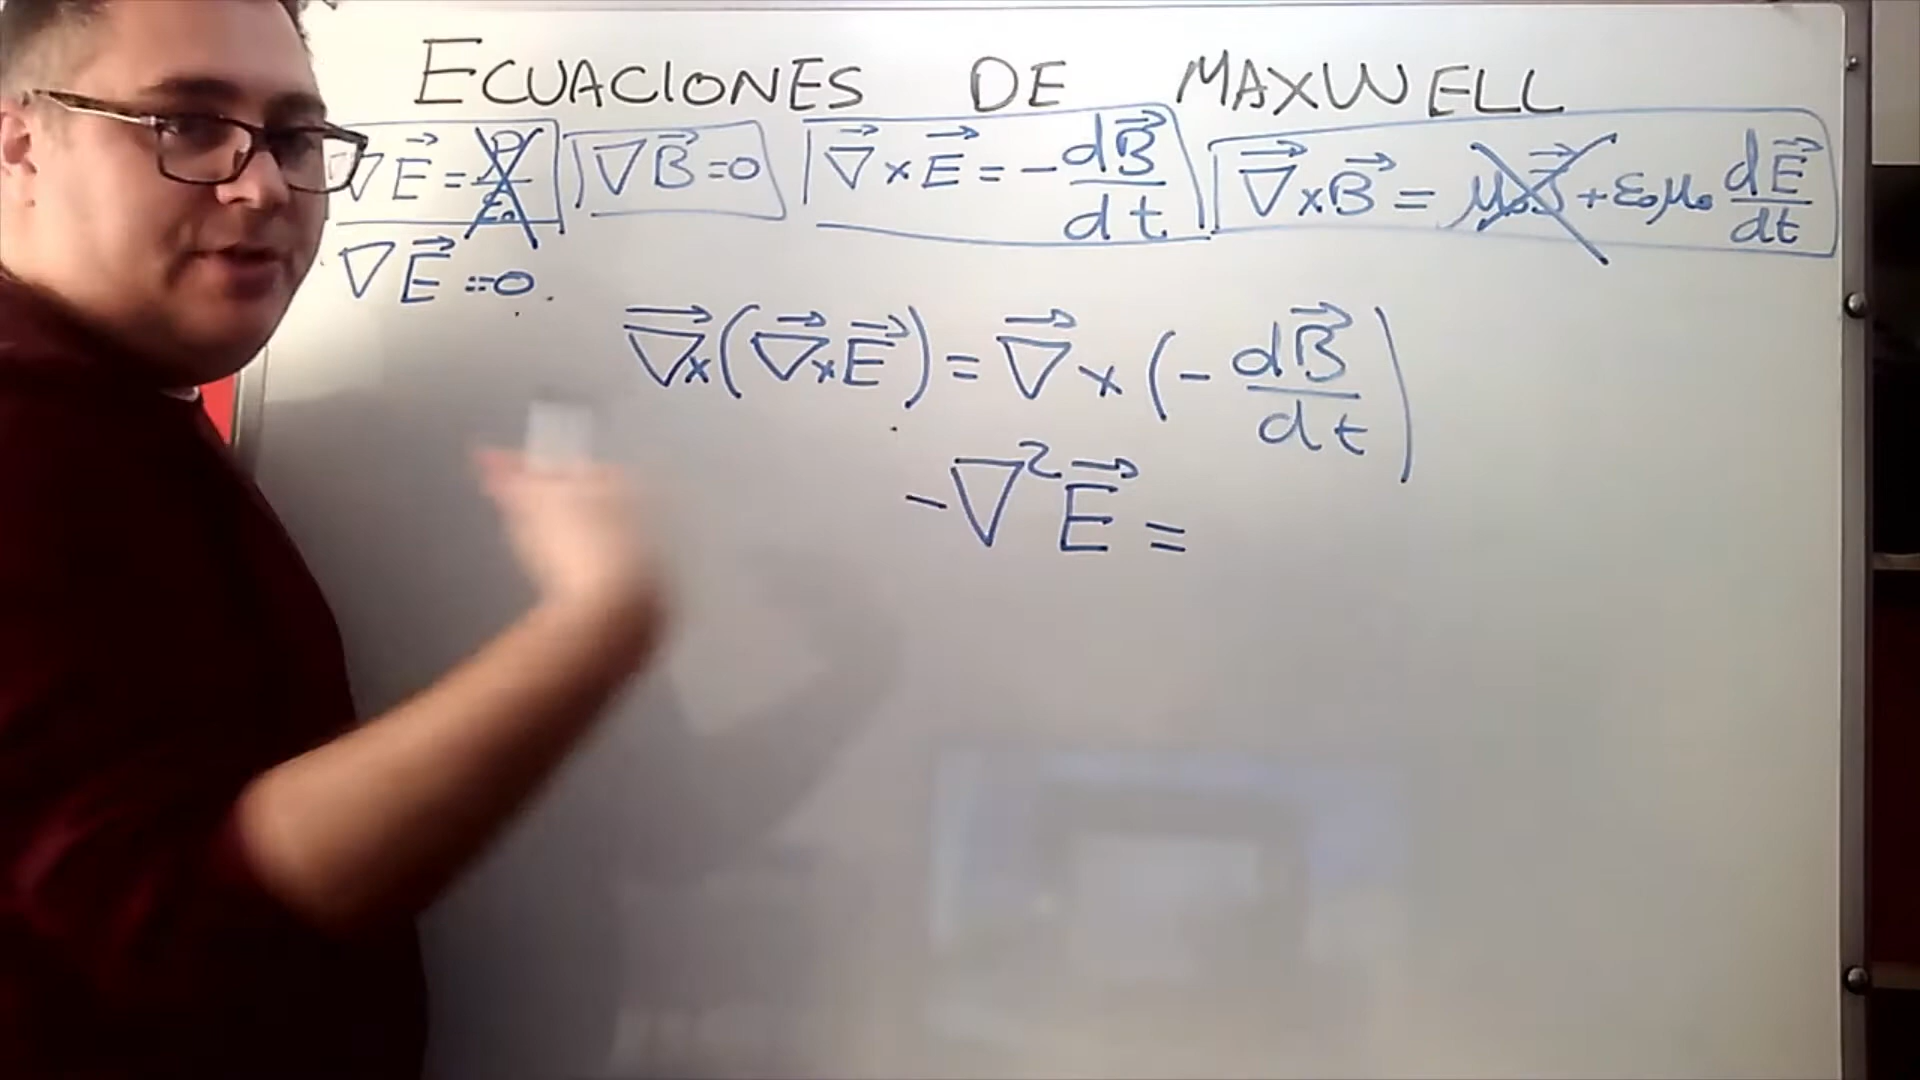 ECUACIONES DE MAXWELL
∇E⃗ = ρ/ε₀ |∇B⃗ = 0 |∇⃗×E⃗ = - dB⃗/dt |∇⃗×B⃗ = μ₀J⃗ + ε₀μ₀ dE⃗/dt
∇E⃗ = 0
∇⃗×(∇⃗×E⃗) = ∇⃗×(- dB⃗/dt)
-∇²E⃗ =